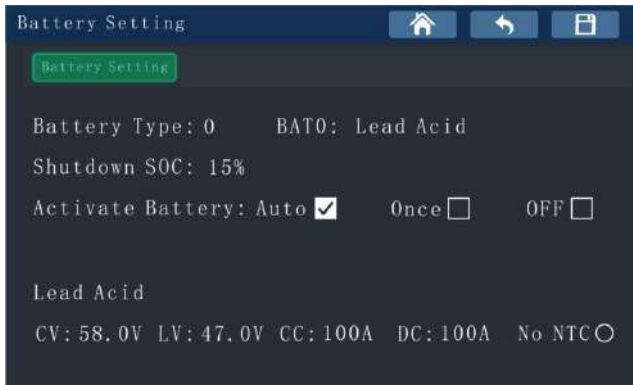 Battery Setting
Battery Setting
Battery Type: 0 BAT0: Lead Acid
Shutdown SOC: 15%
Activate Battery: Auto Once OFF
Lead Acid
CV: 58.0V LV: 47.0V CC: 100A DC: 100A No NTC